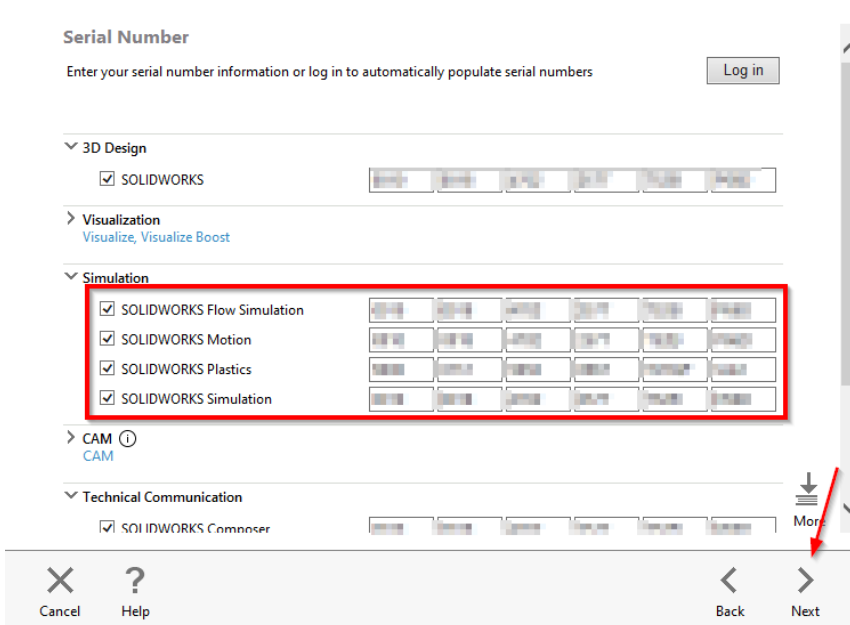 Serial Number
Enter your serial number information or log in to automatically populate serial numbers
Log in
3D Design
SOLIDWORKS
Visualization
Visualize, Visualize Boost
Simulation
SOLIDWORKS Flow Simulation
SOLIDWORKS Motion
SOLIDWORKS Plastics
SOLIDWORKS Simulation
CAM
CAM
Technical Communication
SOLIDWORKS Composer
More
Cancel
Help
Back
Next